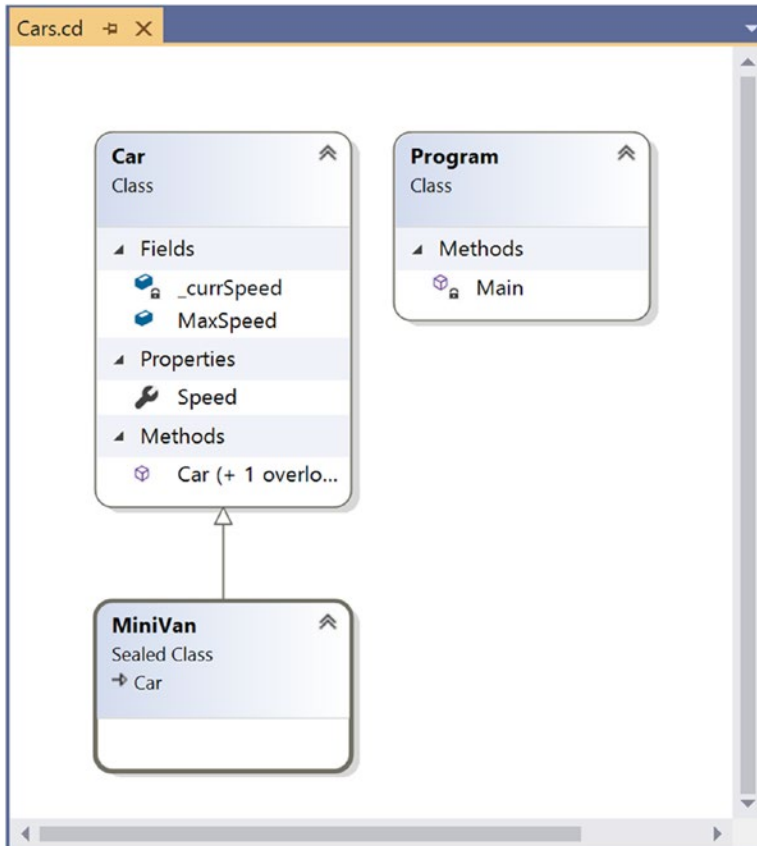 Cars.cd
Car
Class
Fields
_currSpeed
MaxSpeed
Properties
Speed
Methods
Car (+ 1 overlo...
Program
Class
Methods
Main
MiniVan
Sealed Class
Car